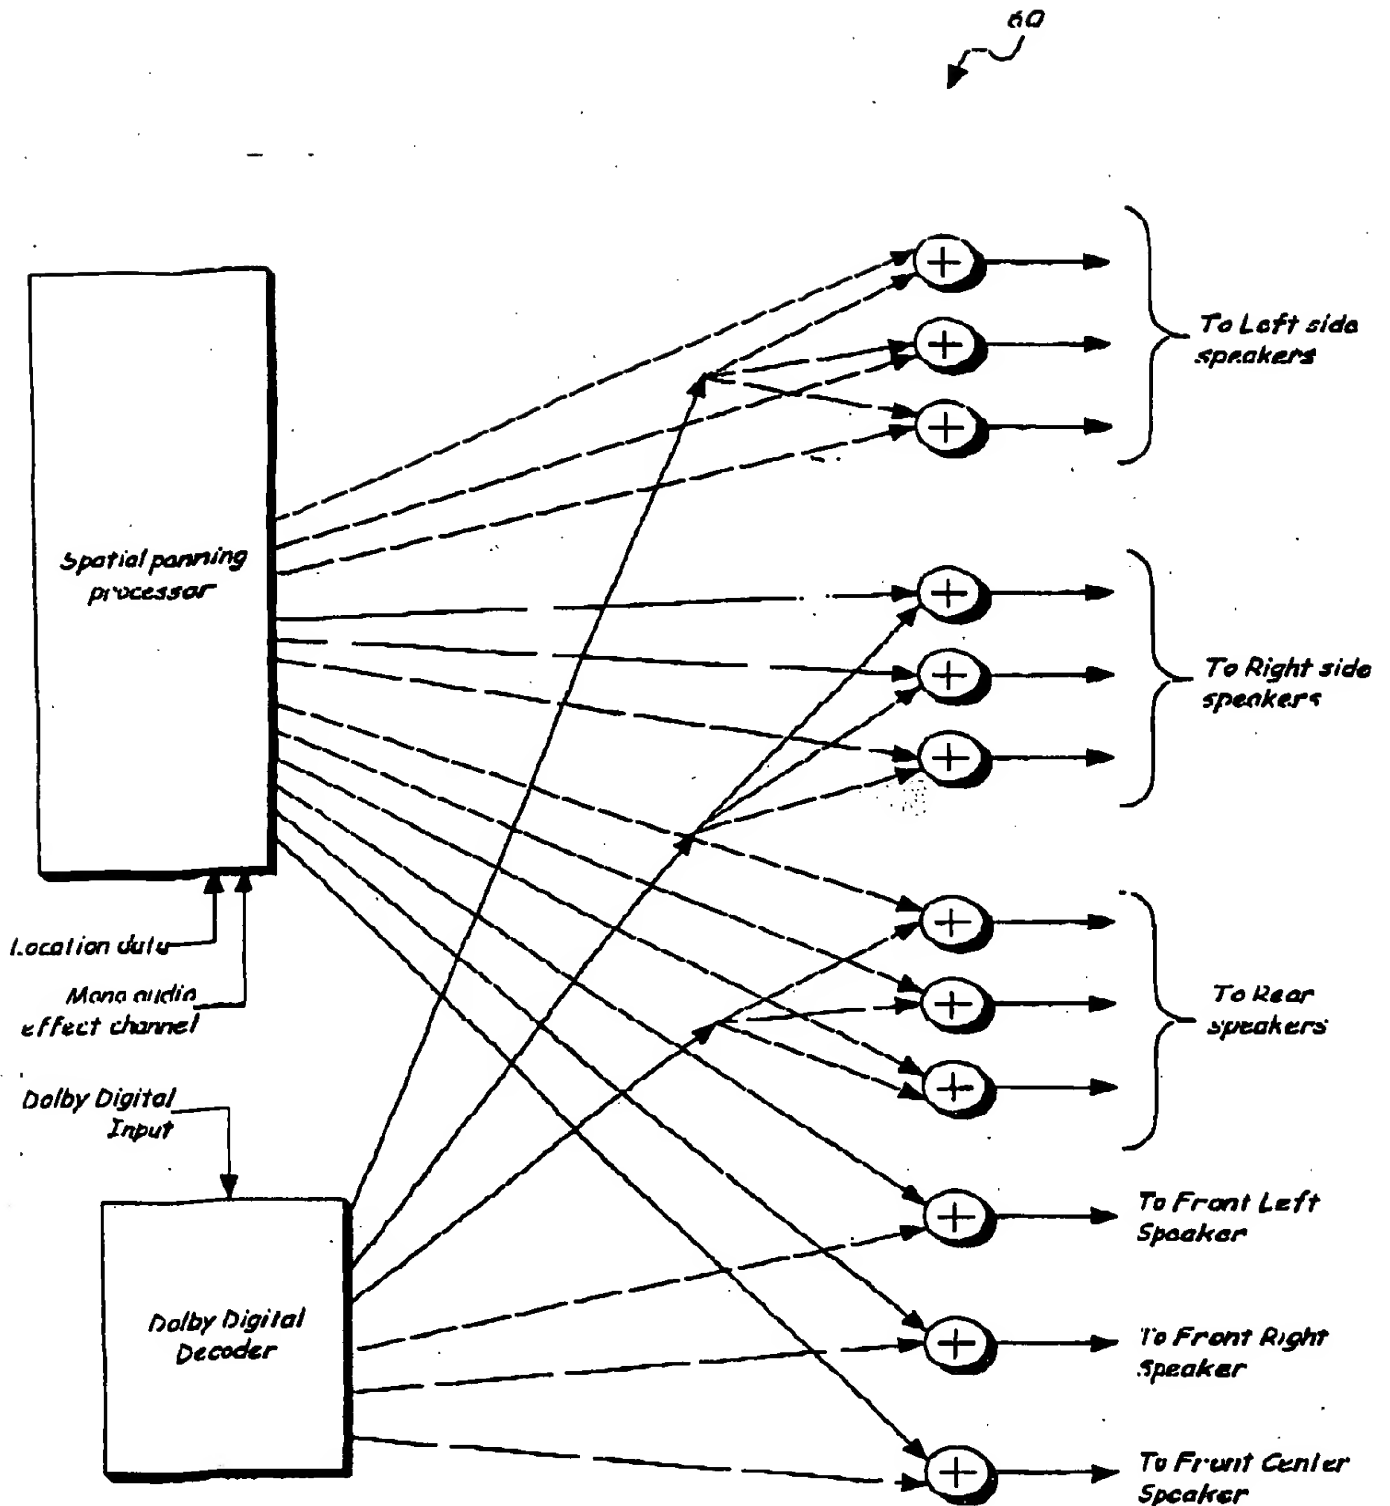 60
To Left side
speakers
Spatial panning
processor
To Right side
speakers
Location data
Mono audio
effect channel
To Rear
speakers
Dolby Digital
Input
To Front Left
Speaker
Dolby Digital
Decoder
To Front Right
Speaker
To Front Center
Speaker